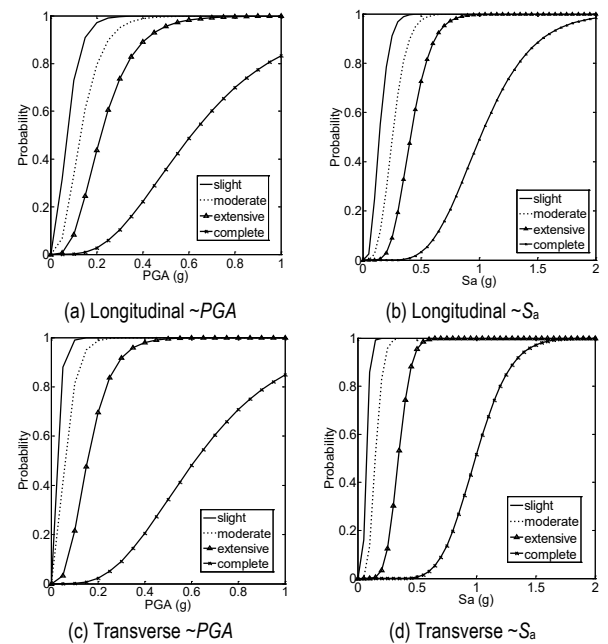 1
0.8
0.6
0.4
0.2
0
Probability
0 0.2 0.4 0.6 0.8 1
PGA (g)
slight
moderate
extensive
complete
(a) Longitudinal ~PGA
1
0.8
0.6
0.4
0.2
0
Probability
0 0.5 1 1.5 2
Sa (g)
slight
moderate
extensive
complete
(b) Longitudinal ~Sa
1
0.8
0.6
0.4
0.2
0
Probability
0 0.2 0.4 0.6 0.8 1
PGA (g)
slight
moderate
extensive
complete
(c) Transverse ~PGA
1
0.8
0.6
0.4
0.2
0
Probability
0 0.5 1 1.5 2
Sa (g)
slight
moderate
extensive
complete
(d) Transverse ~Sa